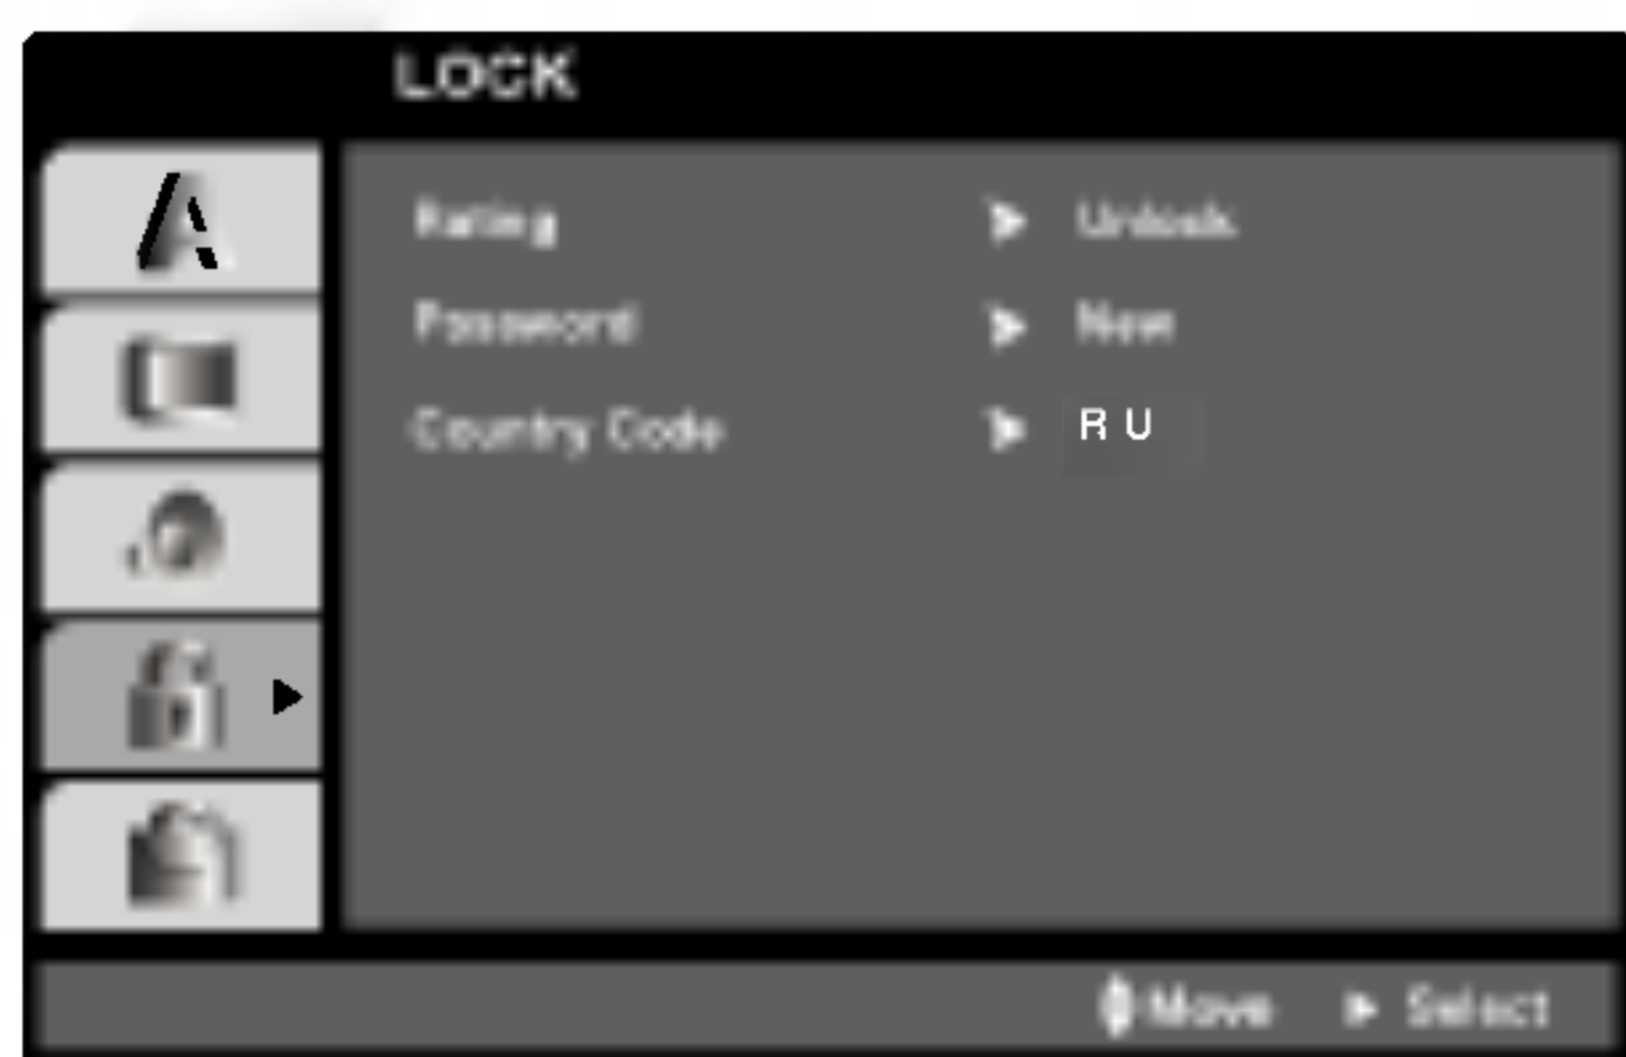 LOCK
A
Rating ▶ Unlock
Password ▶ New
Country Code ▶ R U
Move ▶ Select